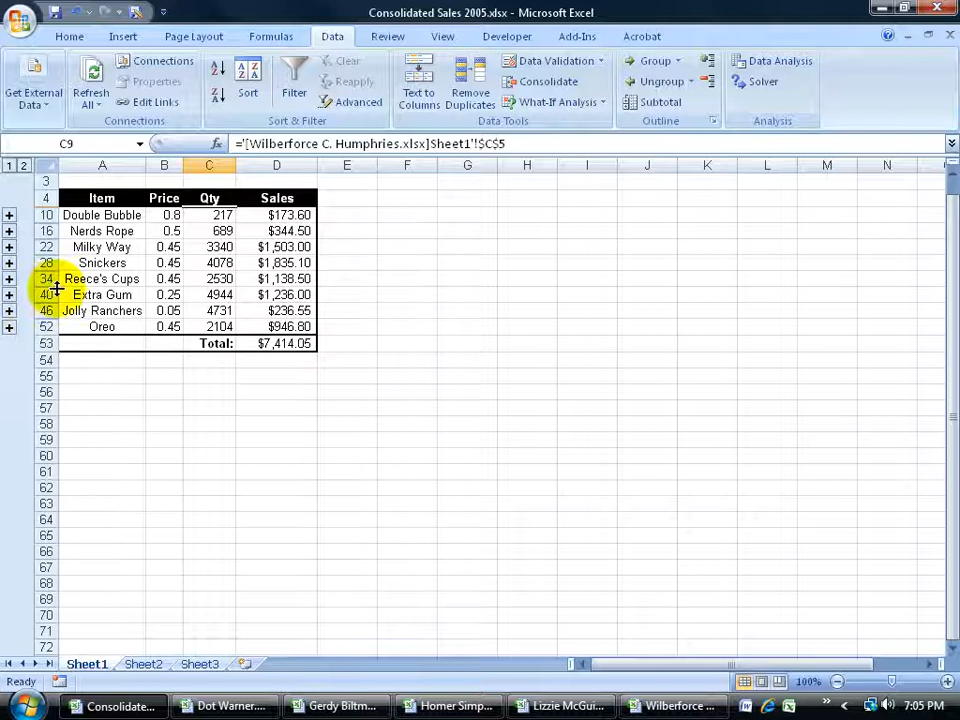 Consolidated Sales 2005.xlsx - Microsoft Excel
Home Insert Page Layout Formulas Data Review View Developer Add-Ins Acrobat
Get External Data
Refresh All
Connections
Properties
Edit Links
Connections
Sort
Filter
Clear
Reapply
Advanced
Sort & Filter
Text to Columns
Remove Duplicates
Data Validation
Consolidate
What-If Analysis
Data Tools
Group
Ungroup
Subtotal
Outline
Data Analysis
Solver
Analysis
C9 fx ='[Wilberforce C. Humphries.xlsx]Sheet1'!$C$5
1 2 A B C D E F G H I J K L M N
3
4 Item Price Qty Sales
10 Double Bubble 0.8 217 $173.60
16 Nerds Rope 0.5 689 $344.50
22 Milky Way 0.45 3340 $1,503.00
28 Snickers 0.45 4078 $1,835.10
34 Reece's Cups 0.45 2530 $1,138.50
40 Extra Gum 0.25 4944 $1,236.00
46 Jolly Ranchers 0.05 4731 $236.55
52 Oreo 0.45 2104 $946.80
53 Total: $7,414.05
54
55
56
57
58
59
60
61
62
63
64
65
66
67
68
69
70
71
72
Sheet1 Sheet2 Sheet3
Ready 100%
Consolidate... Dot Warner.... Gerdy Biltm... Homer Simp... Lizzie McGui... Wilberforce ... 7:05 PM